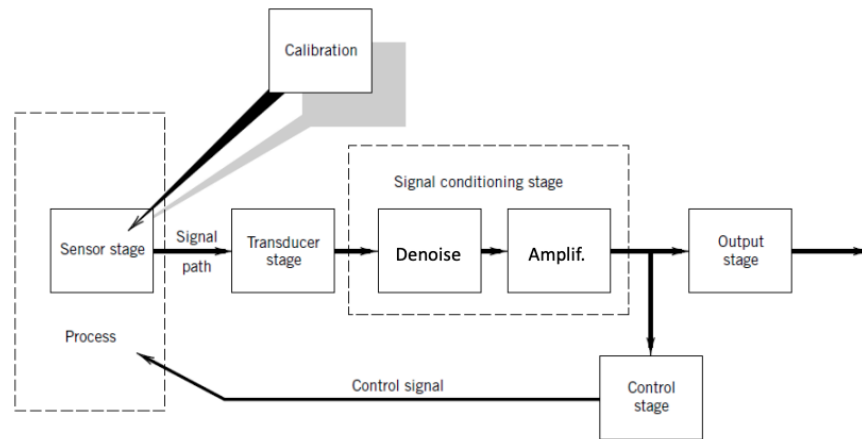 Calibration
Signal conditioning stage
Sensor stage
Signal
path
Transducer
stage
Denoise
Amplif.
Output
stage
Process
Control signal
Control
stage